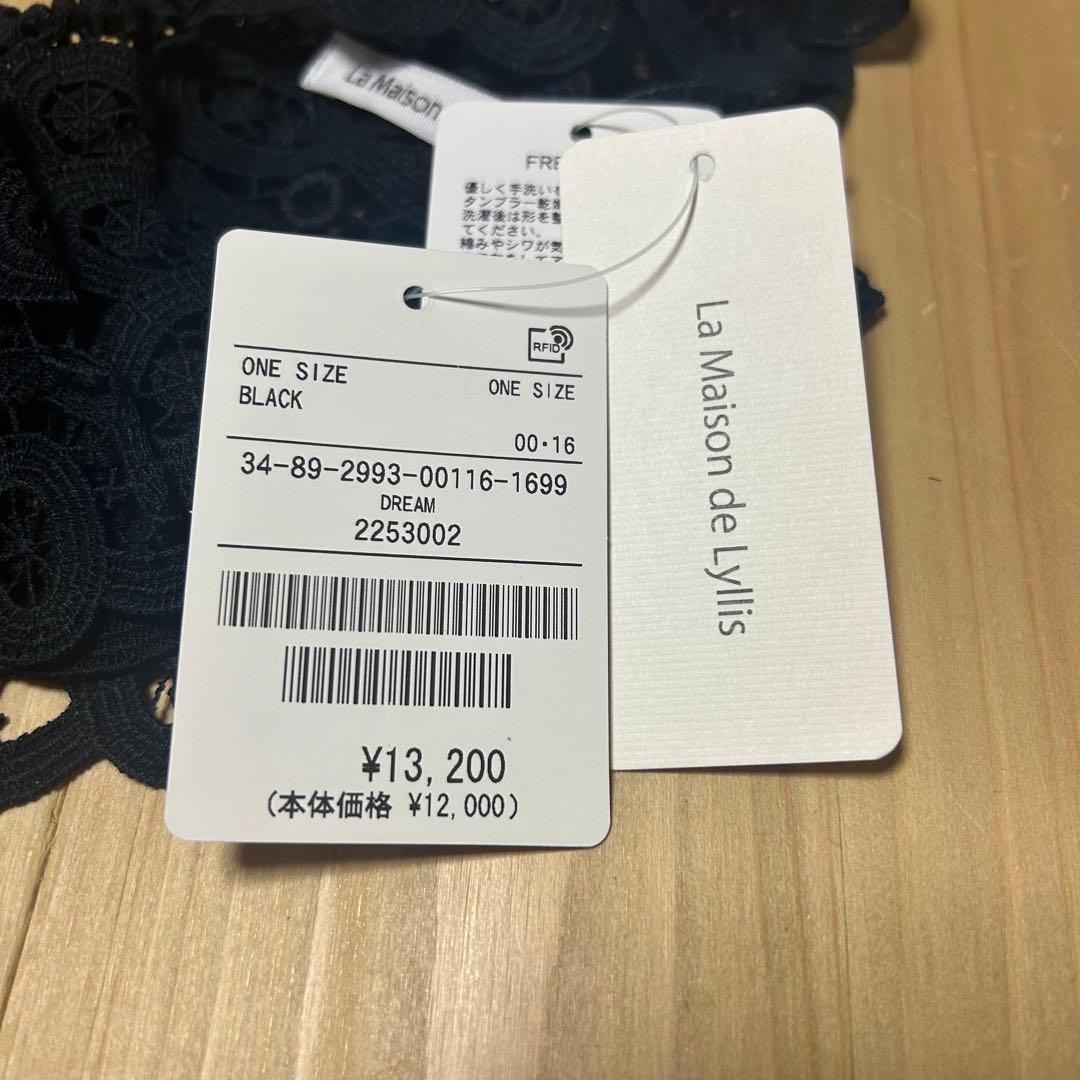 La Maison
優しく手洗い
タンブラー乾燥
洗濯後は形を整
てください。
絡みやシワが気
RFID
ONE SIZE
ONE SIZE
BLACK
00・16
34-89-2993-00116-1699
DREAM
2253002
¥13,200
(本体価格 ¥12,000)
La Maison de Lyllis